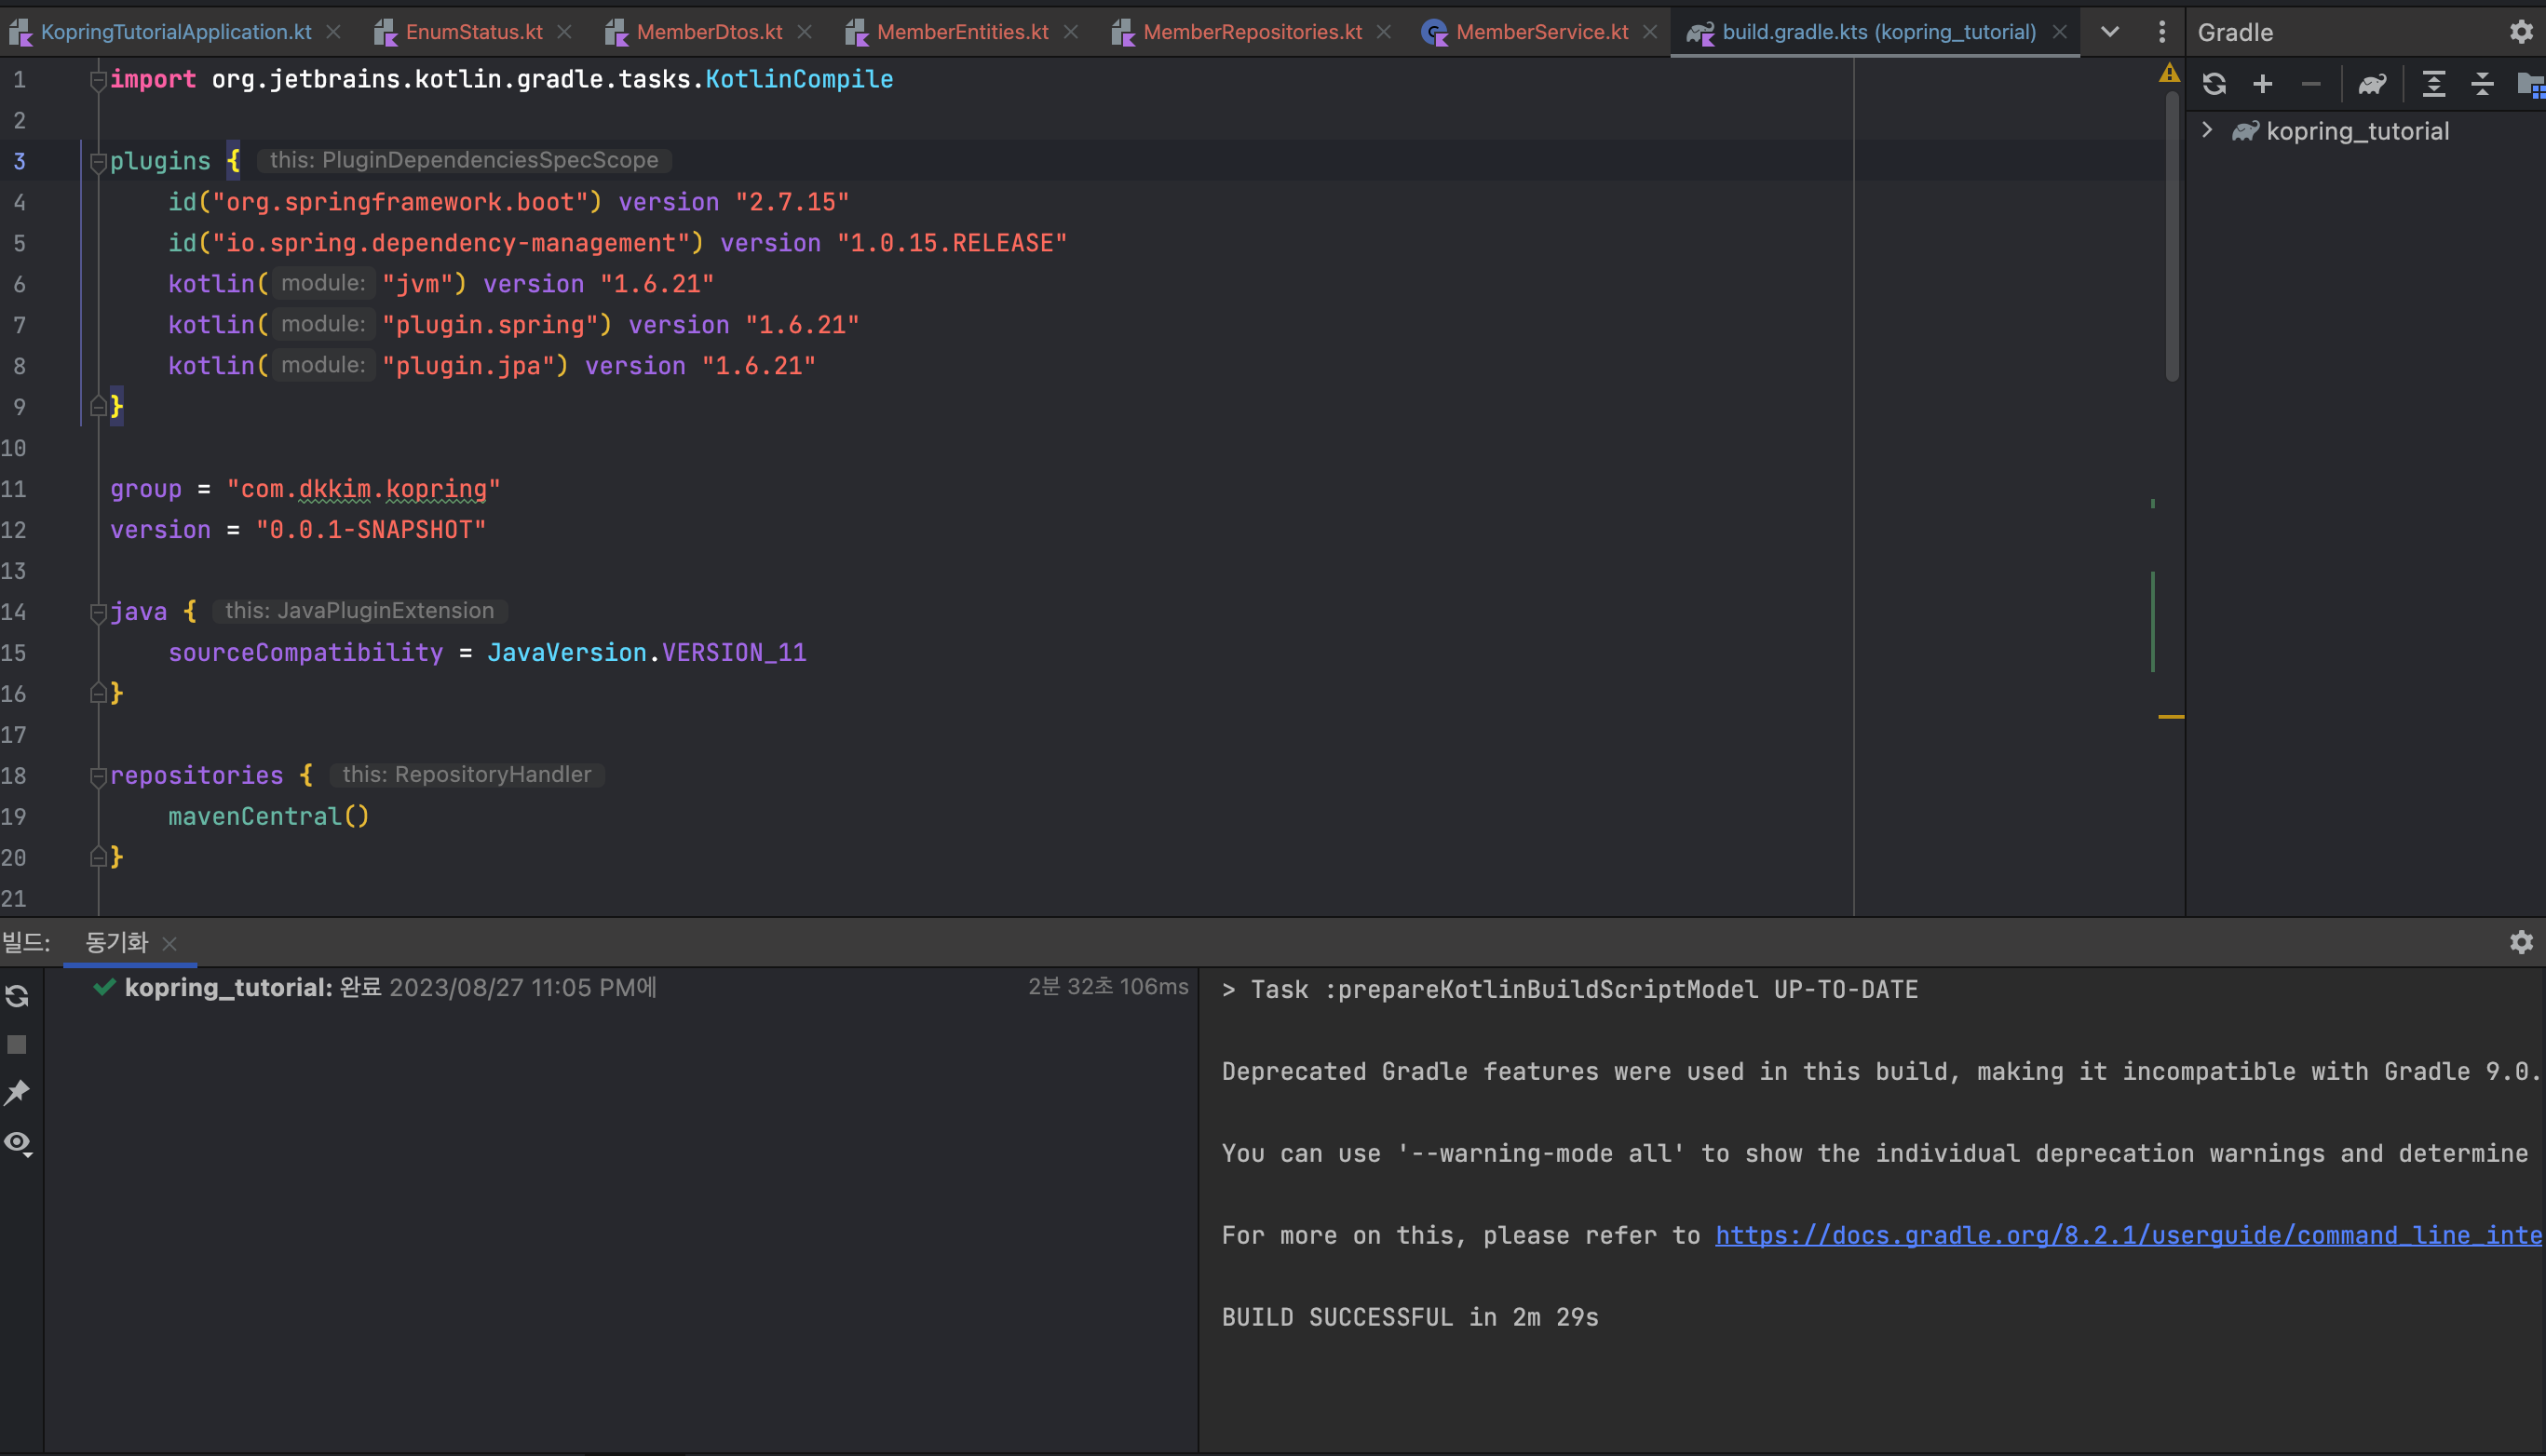 KopringTutorialApplication.kt EnumStatus.kt MemberDtos.kt MemberEntities.kt MemberRepositories.kt MemberService.kt build.gradle.kts (kopring_tutorial) Gradle
1 import org.jetbrains.kotlin.gradle.tasks.KotlinCompile
2
3 plugins { this: PluginDependenciesSpecScope
4 id("org.springframework.boot") version "2.7.15"
5 id("io.spring.dependency-management") version "1.0.15.RELEASE"
6 kotlin( module: "jvm") version "1.6.21"
7 kotlin( module: "plugin.spring") version "1.6.21"
8 kotlin( module: "plugin.jpa") version "1.6.21"
9 }
10
11 group = "com.dkkim.kopring"
12 version = "0.0.1-SNAPSHOT"
13
14 java { this: JavaPluginExtension
15 sourceCompatibility = JavaVersion.VERSION_11
16 }
17
18 repositories { this: RepositoryHandler
19 mavenCentral()
20 }
21
kopring_tutorial
빌드: 동기화
kopring_tutorial: 완료 2023/08/27 11:05 PM에 2분 32초 106ms
> Task :prepareKotlinBuildScriptModel UP-TO-DATE
Deprecated Gradle features were used in this build, making it incompatible with Gradle 9.0.
You can use '--warning-mode all' to show the individual deprecation warnings and determine
For more on this, please refer to https://docs.gradle.org/8.2.1/userguide/command_line_inte
BUILD SUCCESSFUL in 2m 29s